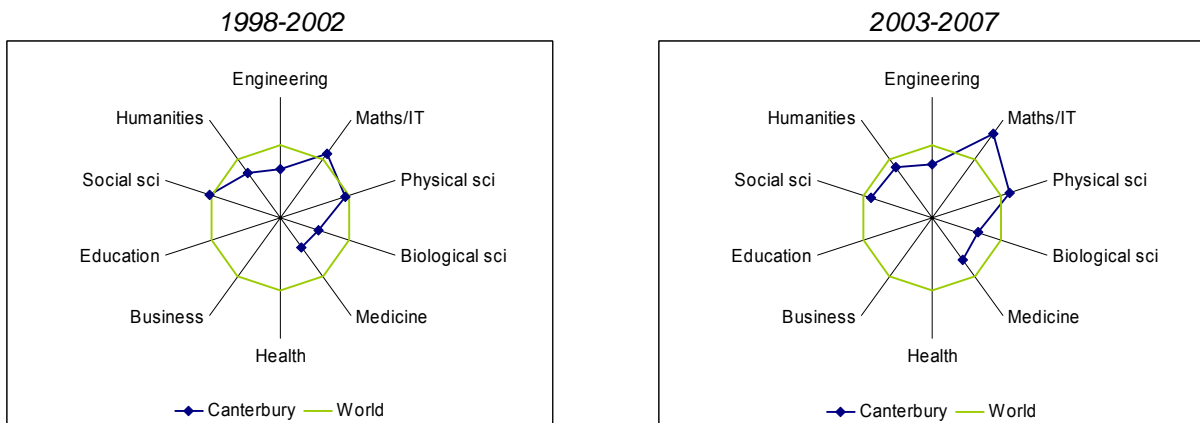 1998-2002
Engineering
Humanities
Maths/IT
Social sci
Physical sci
Education
Biological sci
Business
Medicine
Health
Canterbury
World
2003-2007
Engineering
Humanities
Maths/IT
Social sci
Physical sci
Education
Biological sci
Business
Medicine
Health
Canterbury
World